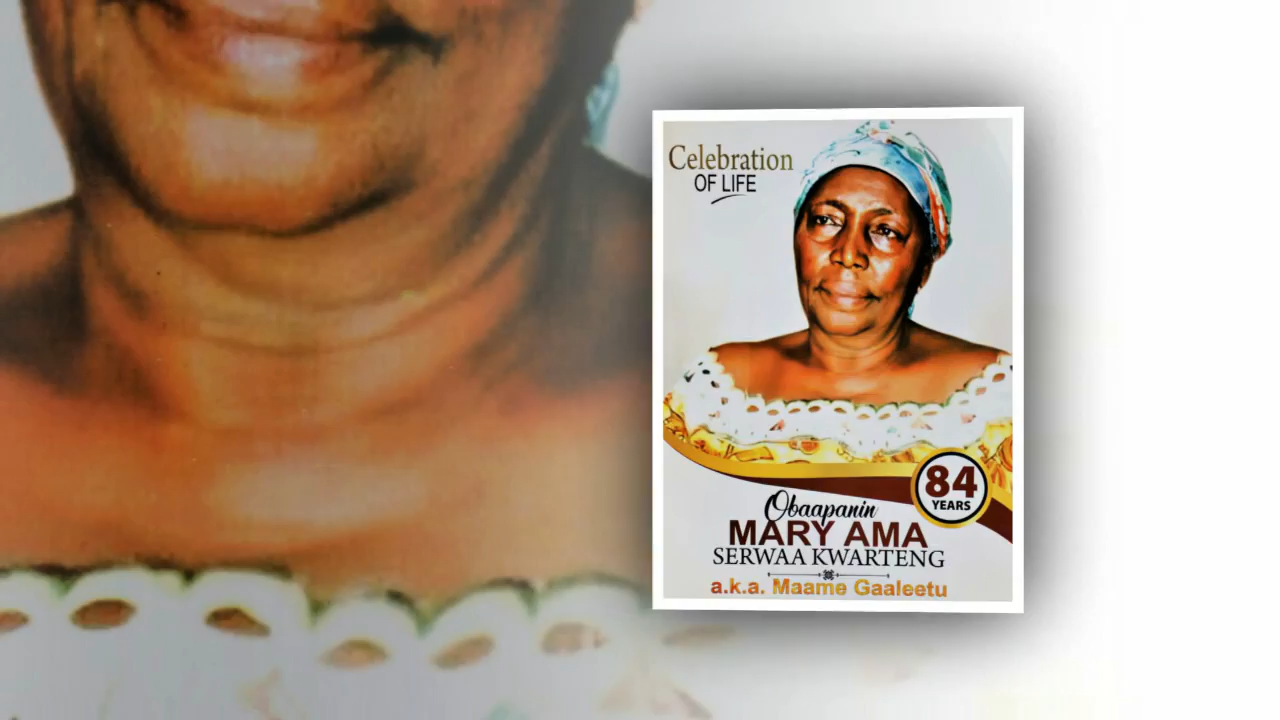 Celebration
OF LIFE
84
YEARS
Obaapanin
MARY AMA
SERWAA KWARTENG
a.k.a. Maame Gaaleetu